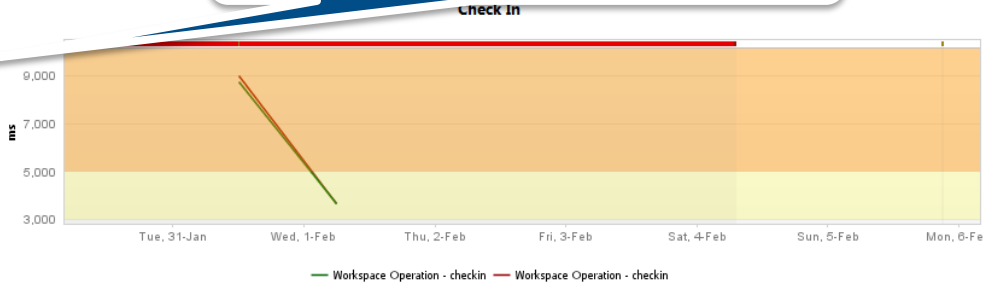 Check In
9,000
7,000
5,000
3,000
ms
Tue, 31-Jan Wed, 1-Feb Thu, 2-Feb Fri, 3-Feb Sat, 4-Feb Sun, 5-Feb Mon, 6-Fe
Workspace Operation - checkin Workspace Operation - checkin